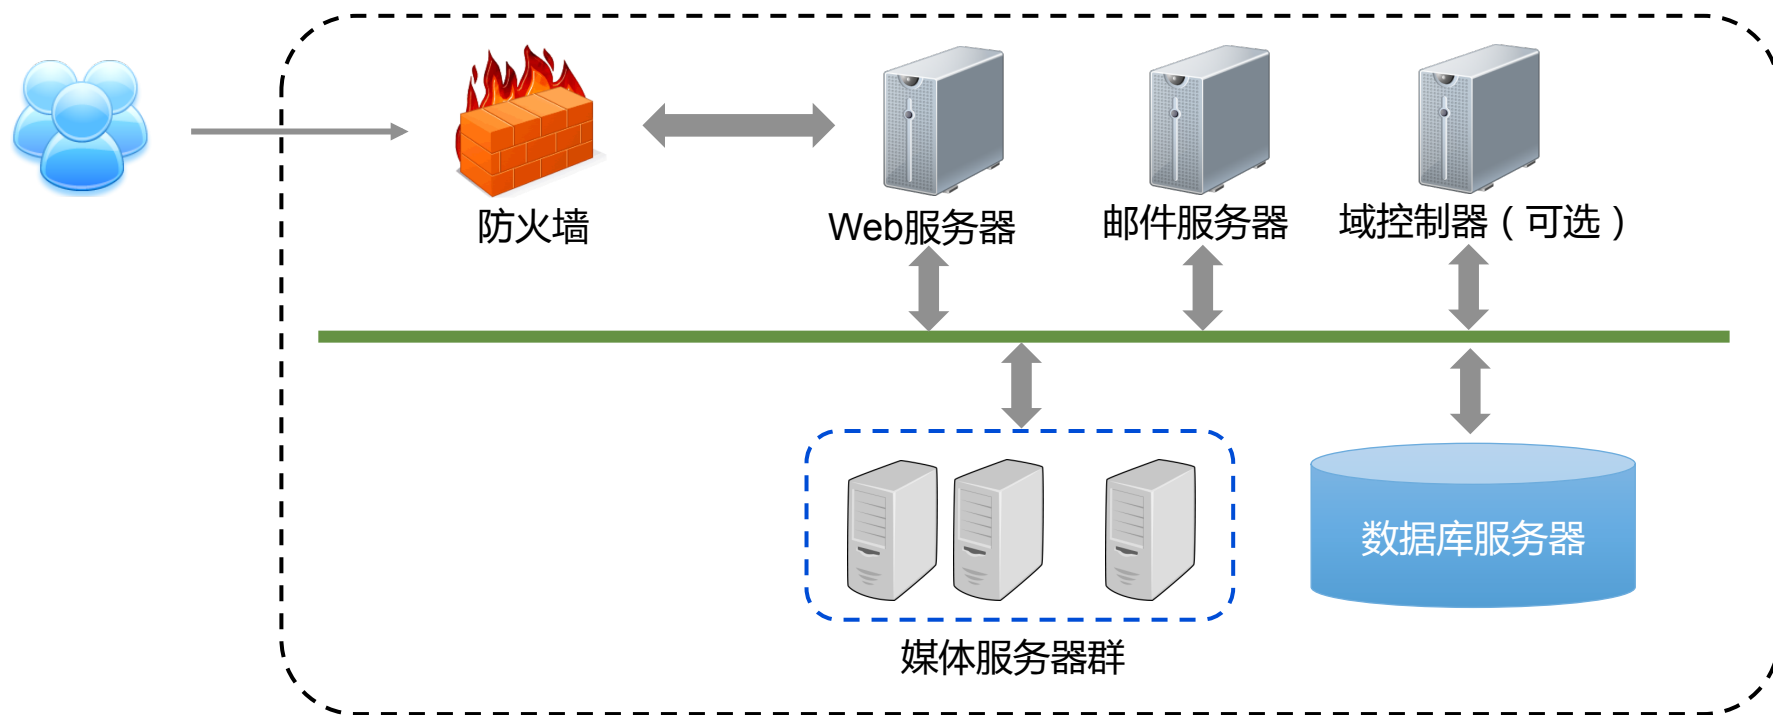 防火墙
Web服务器
邮件服务器
域控制器（可选）
数据库服务器
媒体服务器群